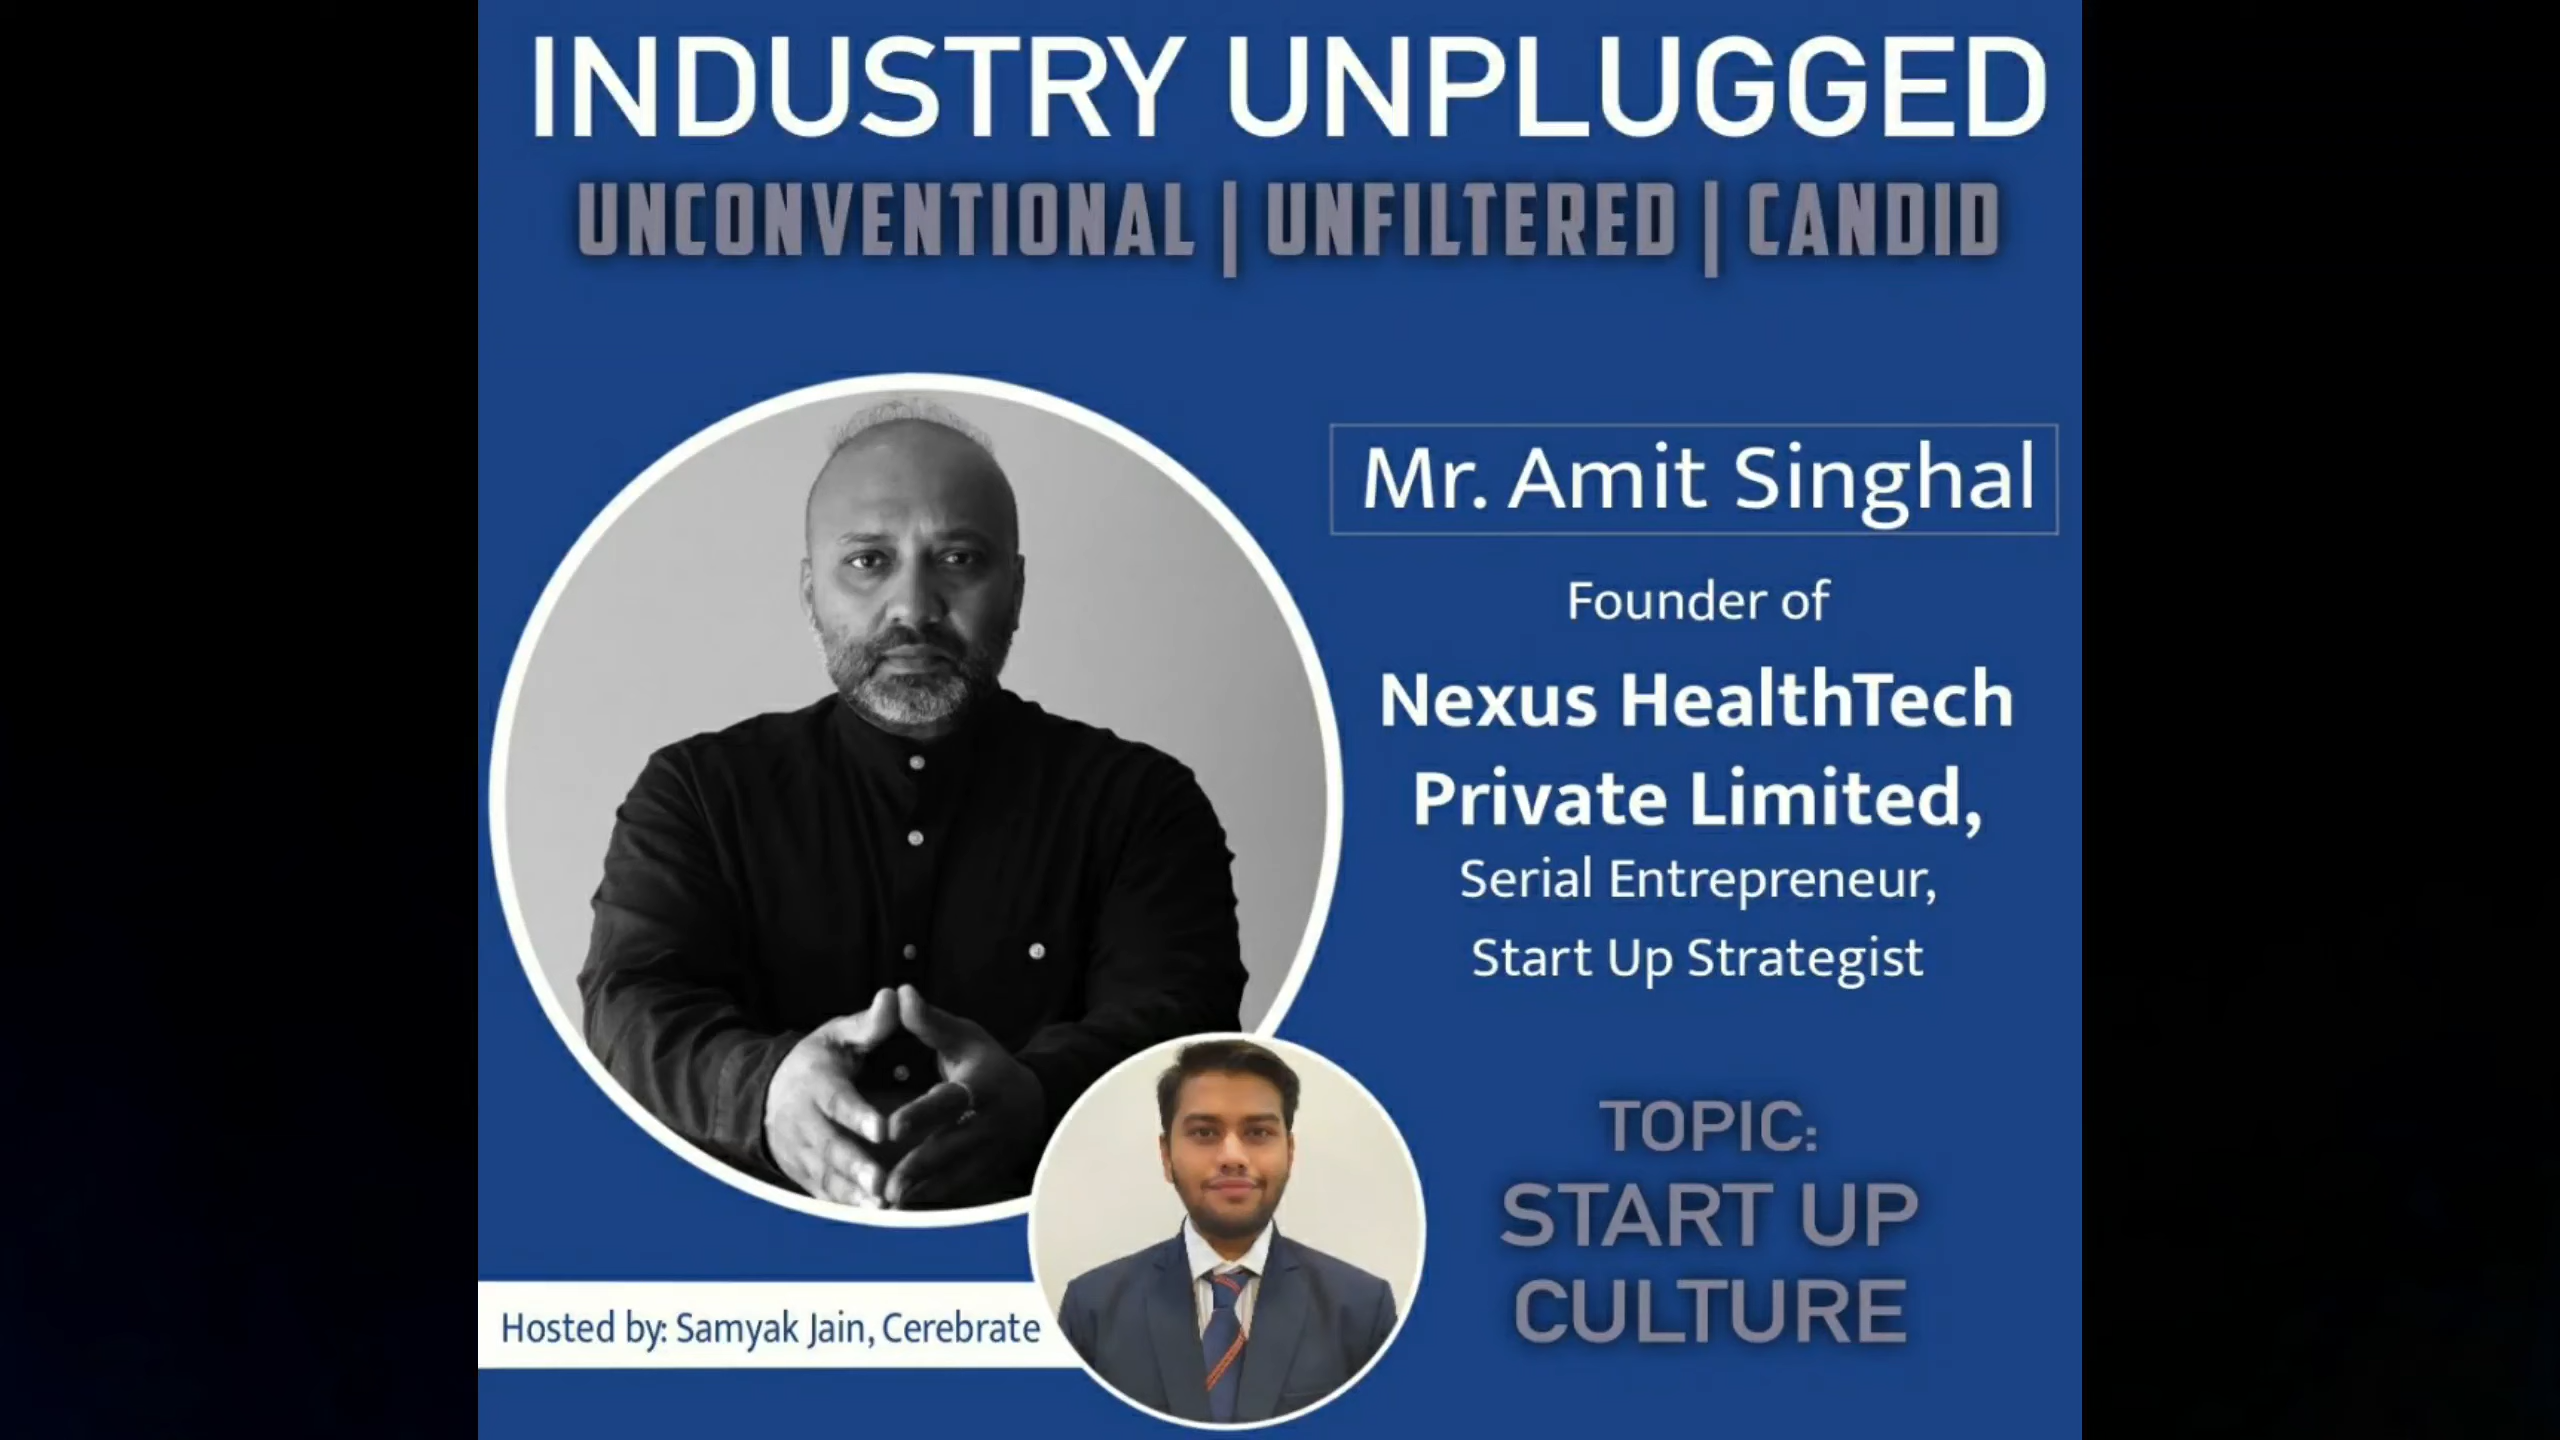 INDUSTRY UNPLUGGED
UNCONVENTIONAL | UNFILTERED | CANDID
Mr. Amit Singhal
Founder of
Nexus HealthTech
Private Limited,
Serial Entrepreneur,
Start Up Strategist
TOPIC:
START UP
CULTURE
Hosted by: Samyak Jain, Cerebrate